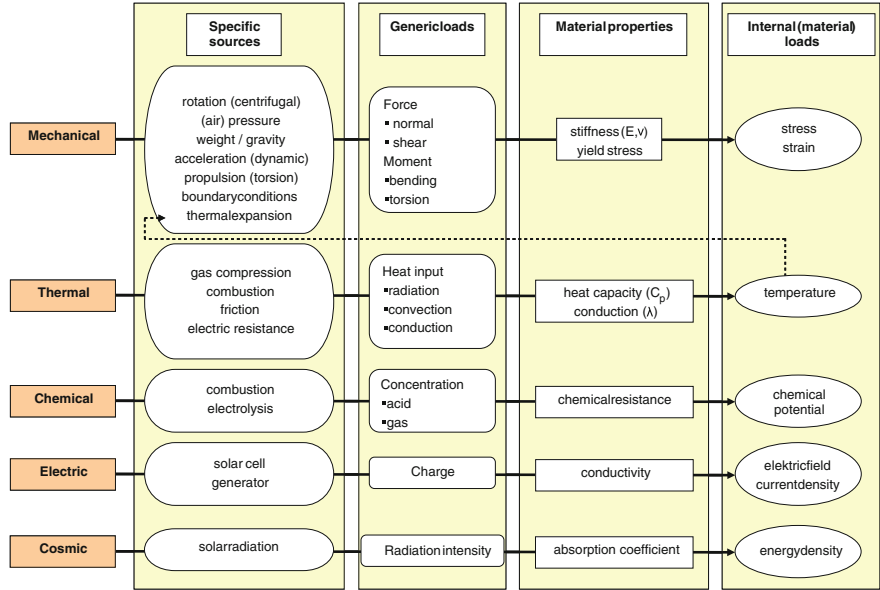 Specific
sources
Genericloads
Material properties
Internal (material)
loads
Mechanical
rotation (centrifugal)
(air) pressure
weight / gravity
acceleration (dynamic)
propulsion (torsion)
boundaryconditions
thermalexpansion
Force
▪ normal
▪ shear
Moment
▪bending
▪torsion
stiffness (E,ν)
yield stress
stress
strain
Thermal
gas compression
combustion
friction
electric resistance
Heat input
▪radiation
▪convection
▪conduction
heat capacity (Cp)
conduction (λ)
temperature
Chemical
combustion
electrolysis
Concentration
▪acid
▪gas
chemicalresistance
chemical
potential
Electric
solar cell
generator
Charge
conductivity
elektricfield
currentdensity
Cosmic
solarradiation
Radiation intensity
absorption coefficient
energydensity